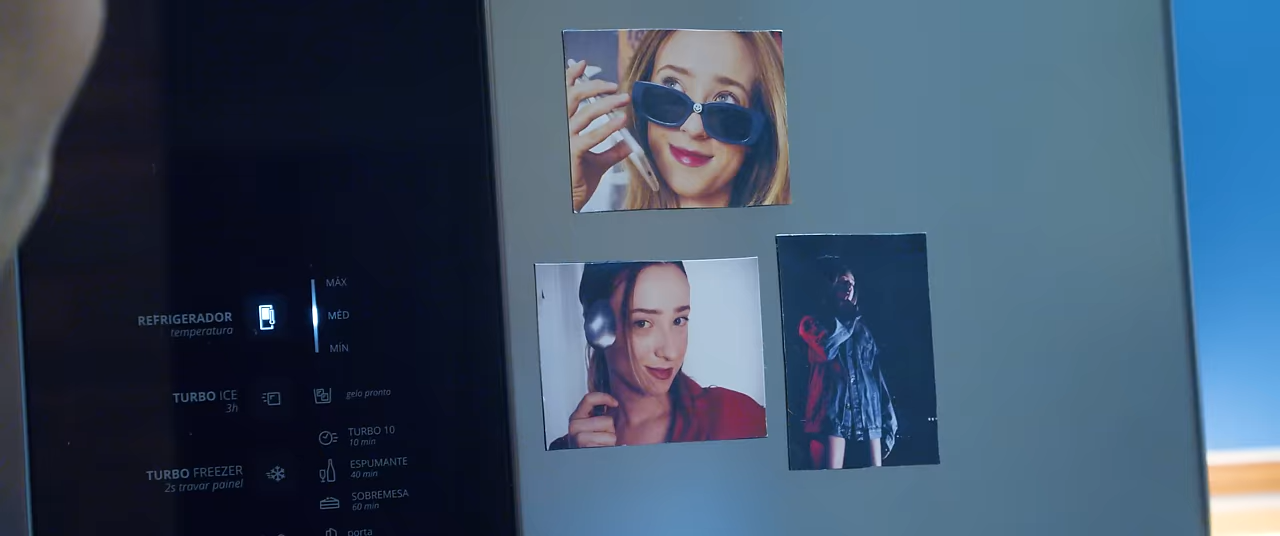 MÁX
REFRIGERADOR
temperatura
MÉD
MÍN
TURBO ICE
3h
gelo pronto
TURBO 10
10 min
TURBO FREEZER
2s travar painel
ESPUMANTE
40 min
SOBREMESA
60 min
porta